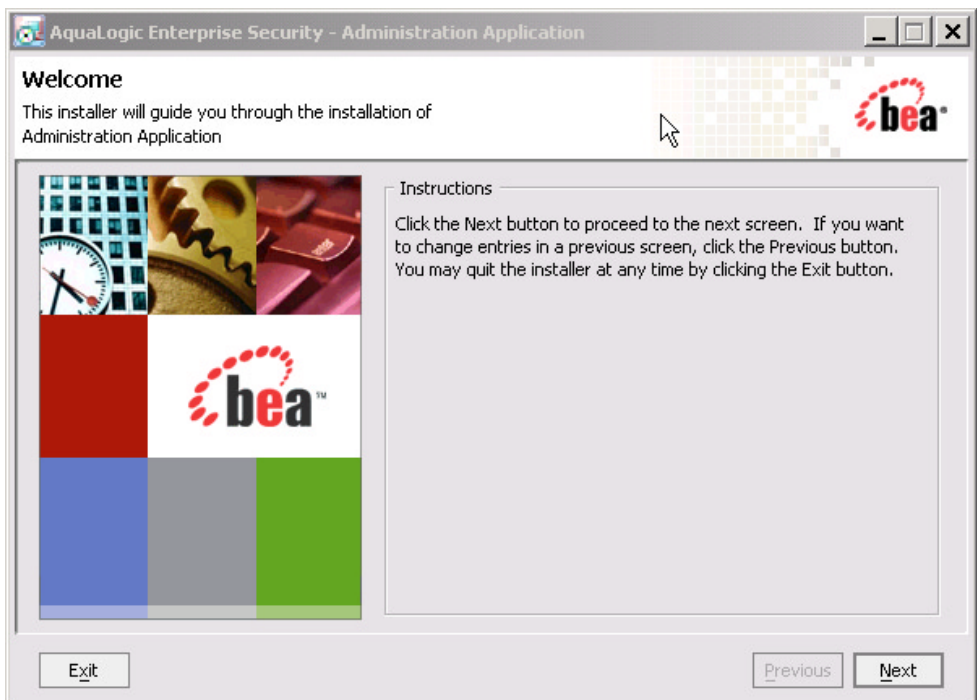 AquaLogic Enterprise Security - Administration Application
Welcome
This installer will guide you through the installation of
Administration Application
bea
Instructions
Click the Next button to proceed to the next screen. If you want
to change entries in a previous screen, click the Previous button.
You may quit the installer at any time by clicking the Exit button.
enter
bea™
Exit
Previous
Next